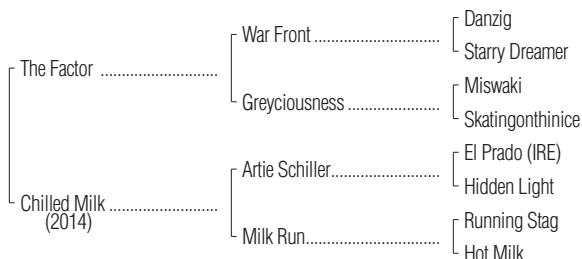 Danzig
War Front ..............................
Starry Dreamer
The Factor .........................
Miswaki
Greyciousness ......................
Skatingonthinice
El Prado (IRE)
Artie Schiller..........................
Hidden Light
Chilled Milk .......................
(2014)
Running Stag
Milk Run................................
Hot Milk